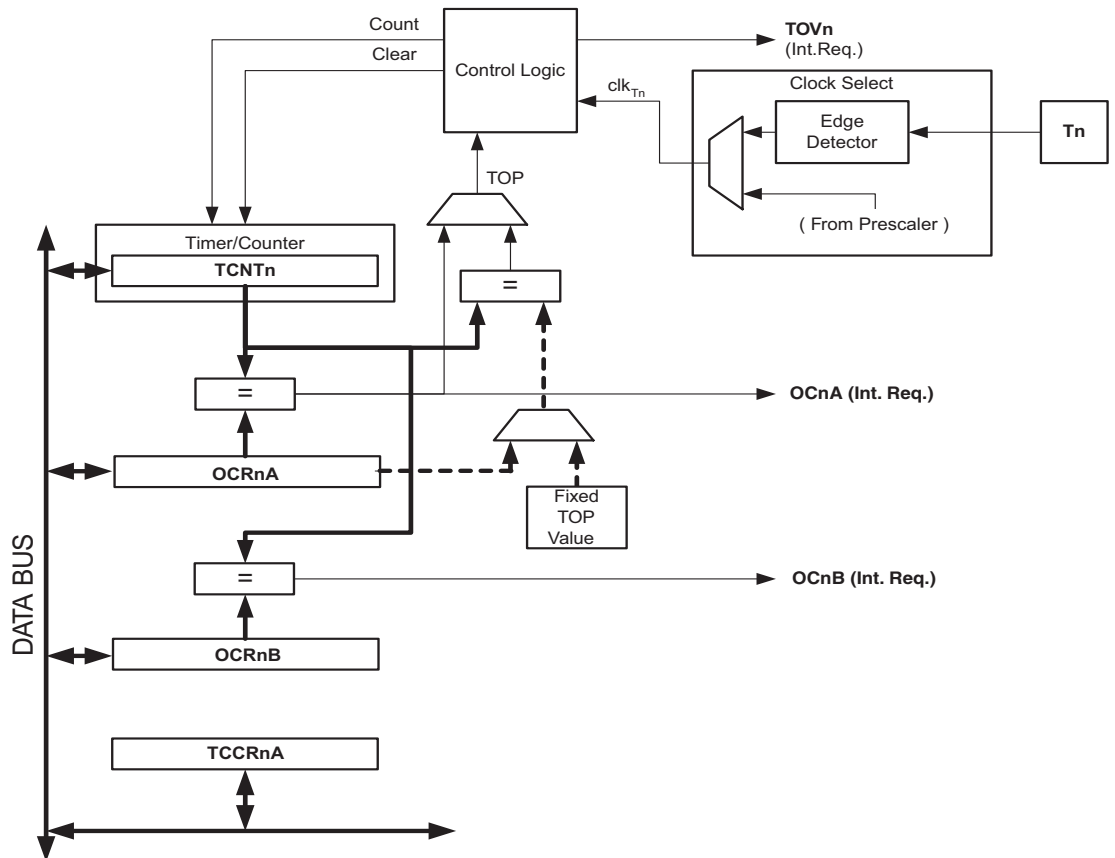 Count
Clear
Control Logic
TOVn
(Int.Req.)
clkTn
Clock Select
Edge
Detector
Tn
( From Prescaler )
TOP
Timer/Counter
TCNTn
=
=
OCnA (Int. Req.)
OCRnA
Fixed
TOP
Value
=
OCnB (Int. Req.)
OCRnB
TCCRnA
DATA BUS